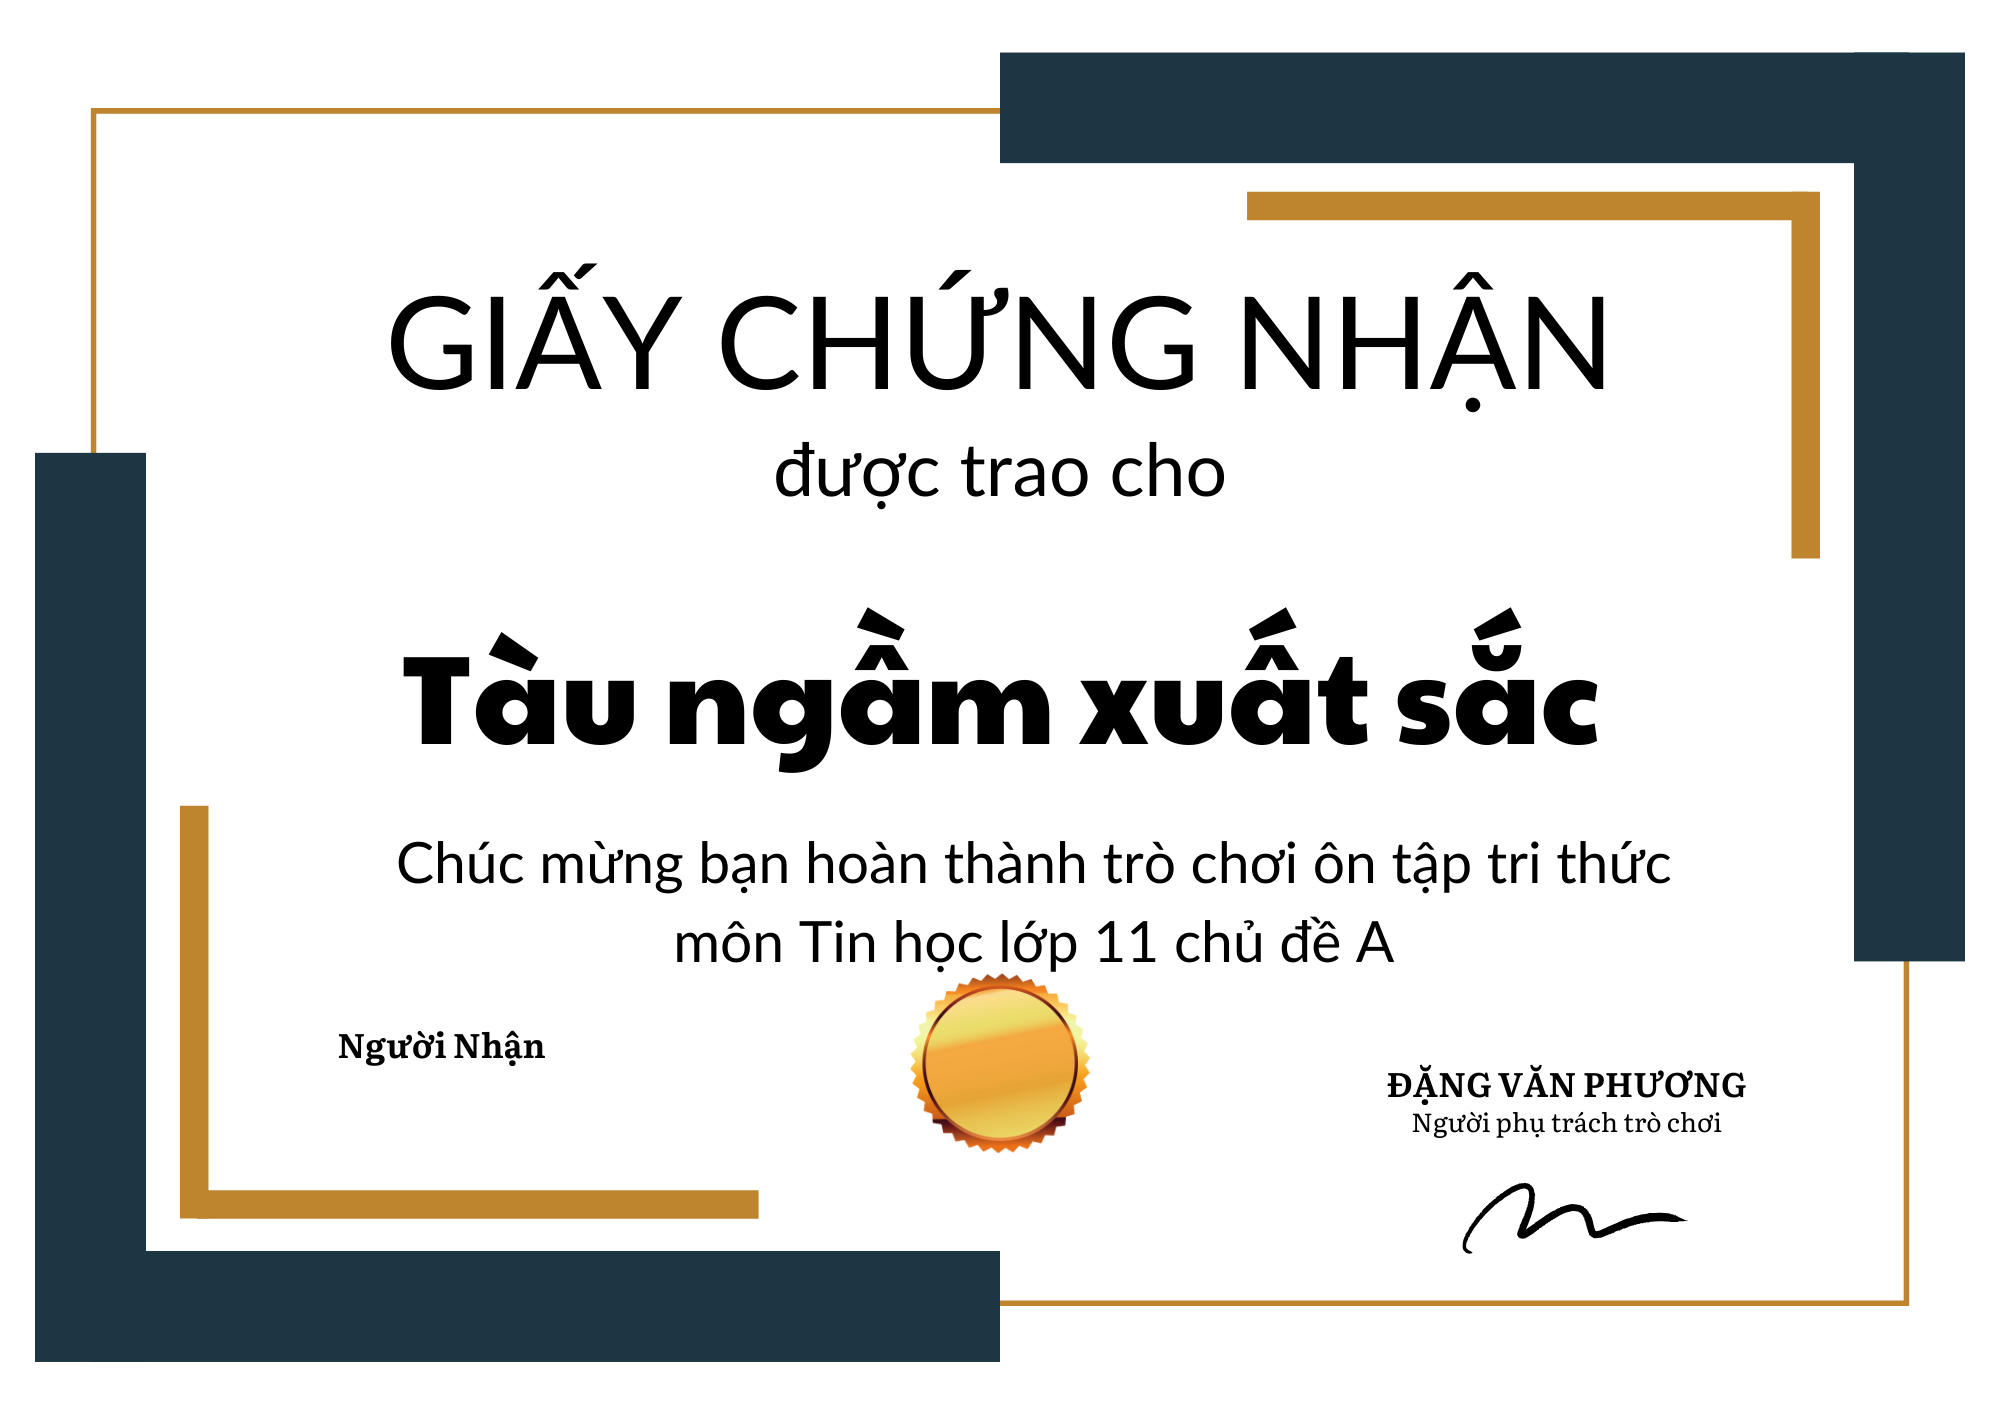 GIẤY CHỨNG NHẬN
được trao cho
Tàu ngầm xuất sắc
Chúc mừng bạn hoàn thành trò chơi ôn tập tri thức
môn Tin học lớp 11 chủ đề A
Người Nhận
ĐẶNG VĂN PHƯƠNG
Người phụ trách trò chơi